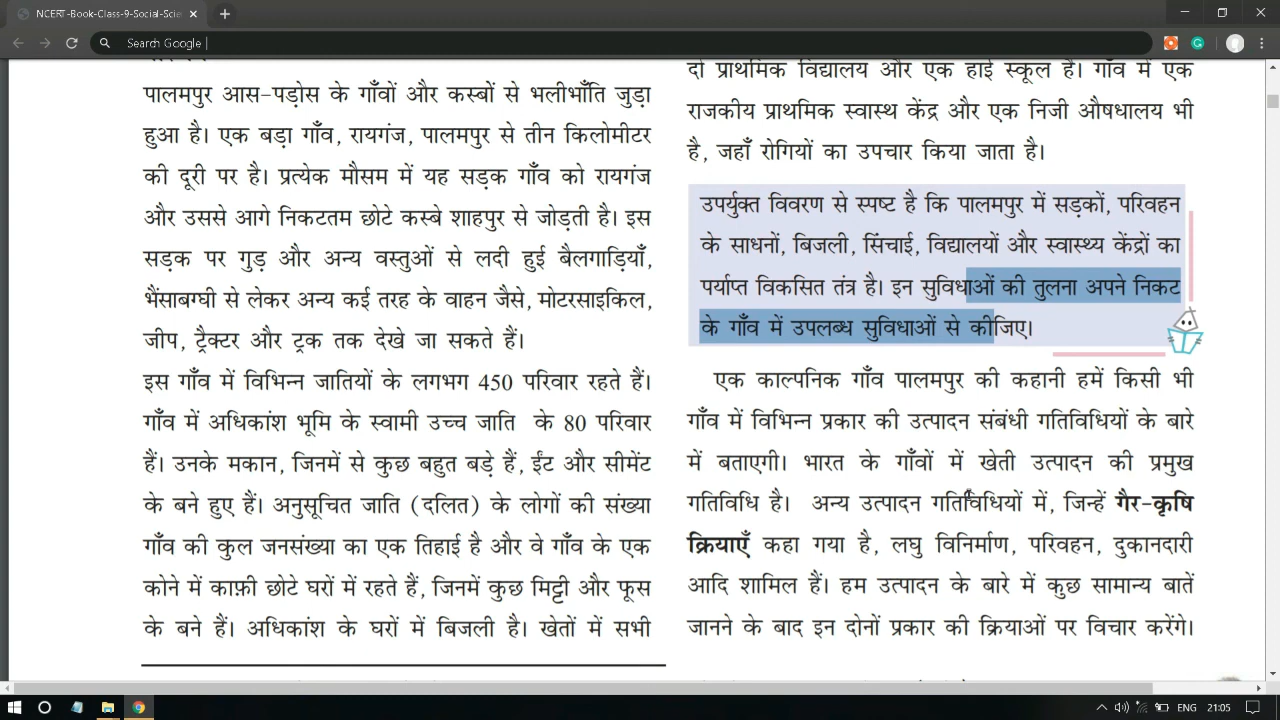 NCERT-Book-Class-9-Social-Scie
Search Google
पालमपुर आस-पड़ोस के गाँवों और कस्बों से भलीभाँति जुड़ा
हुआ है। एक बड़ा गाँव, रायगंज, पालमपुर से तीन किलोमीटर
की दूरी पर है। प्रत्येक मौसम में यह सड़क गाँव को रायगंज
और उससे आगे निकटतम छोटे कस्बे शाहपुर से जोड़ती है। इस
सड़क पर गुड़ और अन्य वस्तुओं से लदी हुई बैलगाड़ियाँ,
भैंसाबग्घी से लेकर अन्य कई तरह के वाहन जैसे, मोटरसाइकिल,
जीप, ट्रैक्टर और ट्रक तक देखे जा सकते हैं।
इस गाँव में विभिन्न जातियों के लगभग 450 परिवार रहते हैं।
गाँव में अधिकांश भूमि के स्वामी उच्च जाति के 80 परिवार
हैं। उनके मकान, जिनमें से कुछ बहुत बड़े हैं, ईंट और सीमेंट
के बने हुए हैं। अनुसूचित जाति (दलित) के लोगों की संख्या
गाँव की कुल जनसंख्या का एक तिहाई है और वे गाँव के एक
कोने में काफ़ी छोटे घरों में रहते हैं, जिनमें कुछ मिट्टी और फूस
के बने हैं। अधिकांश के घरों में बिजली है। खेतों में सभी
दो प्राथमिक विद्यालय और एक हाई स्कूल है। गाँव में एक
राजकीय प्राथमिक स्वास्थ केंद्र और एक निजी औषधालय भी
है, जहाँ रोगियों का उपचार किया जाता है।
उपर्युक्त विवरण से स्पष्ट है कि पालमपुर में सड़कों, परिवहन
के साधनों, बिजली, सिंचाई, विद्यालयों और स्वास्थ्य केंद्रों का
पर्याप्त विकसित तंत्र है। इन सुविधाओं की तुलना अपने निकट
के गाँव में उपलब्ध सुविधाओं से कीजिए।
एक काल्पनिक गाँव पालमपुर की कहानी हमें किसी भी
गाँव में विभिन्न प्रकार की उत्पादन संबंधी गतिविधियों के बारे
में बताएगी। भारत के गाँवों में खेती उत्पादन की प्रमुख
गतिविधि है। अन्य उत्पादन गतिविधियों में, जिन्हें गैर-कृषि
क्रियाएँ कहा गया है, लघु विनिर्माण, परिवहन, दुकानदारी
आदि शामिल हैं। हम उत्पादन के बारे में कुछ सामान्य बातें
जानने के बाद इन दोनों प्रकार की क्रियाओं पर विचार करेंगे।
ENG 21:05